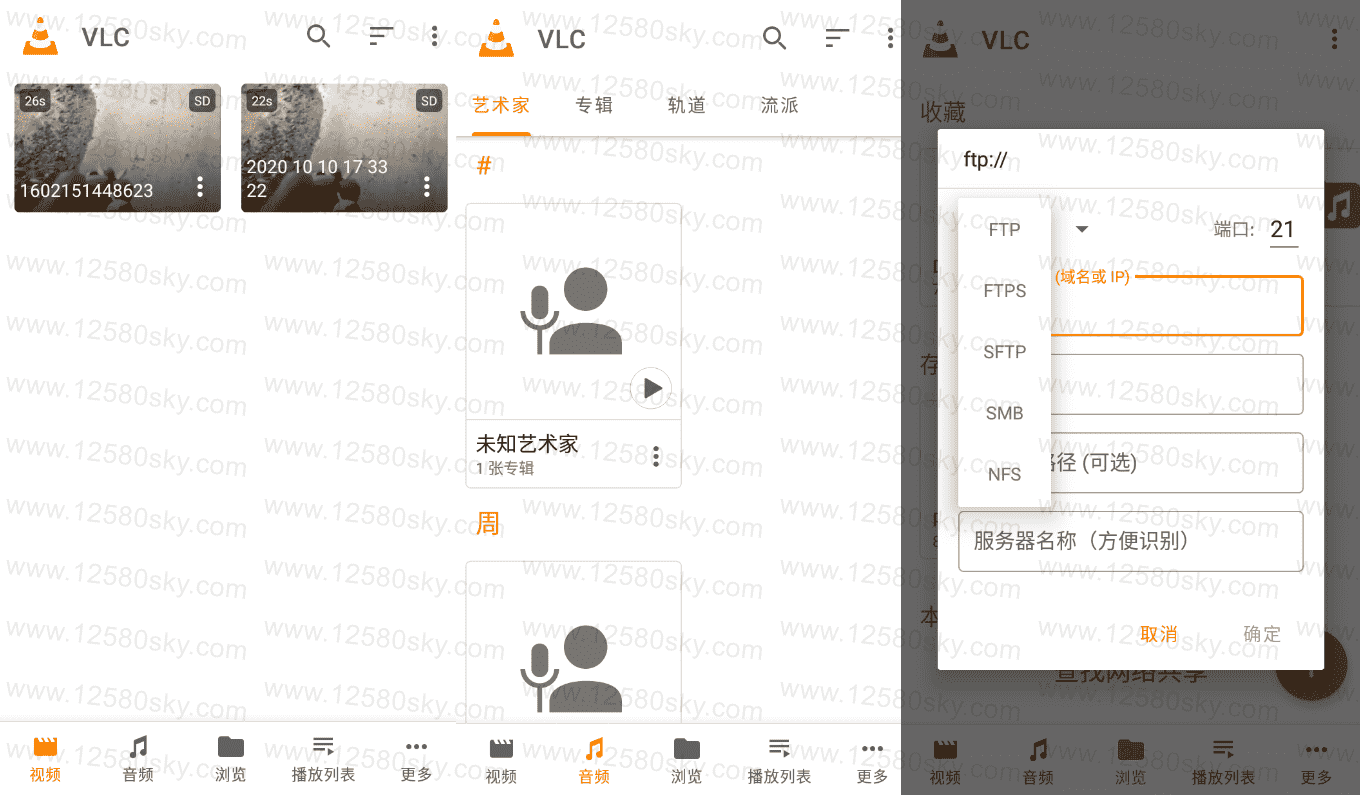 VLC
26s
SD
1602151448623
22s
SD
2020 10 10 17 33
22
视频
音频
浏览
播放列表
更多
VLC
艺术家
专辑
轨道
流派
#
未知艺术家
1 张专辑
周
视频
音频
浏览
播放列表
更多
VLC
收藏
ftp://
FTP
FTPS
SFTP
SMB
NFS
端口:
21
(域名或 IP)
径 (可选)
服务器名称（方便识别）
取消
确定
查找网络共享
视频
音频
浏览
播放列表
更多
www.12580sky.com